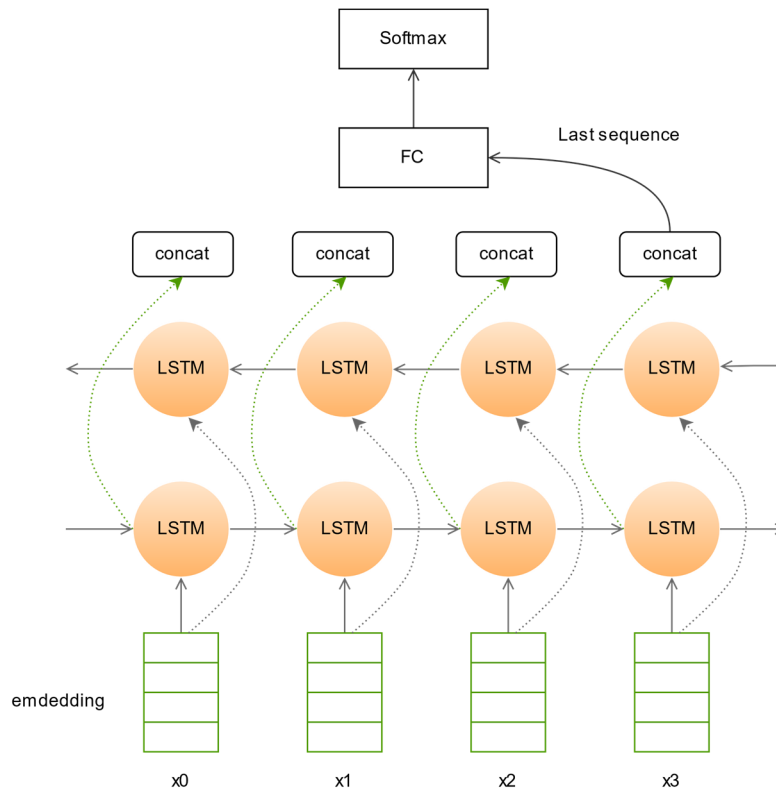 Softmax
FC
Last sequence
concat
concat
concat
concat
LSTM
LSTM
LSTM
LSTM
LSTM
LSTM
LSTM
LSTM
emdedding
x0
x1
x2
x3